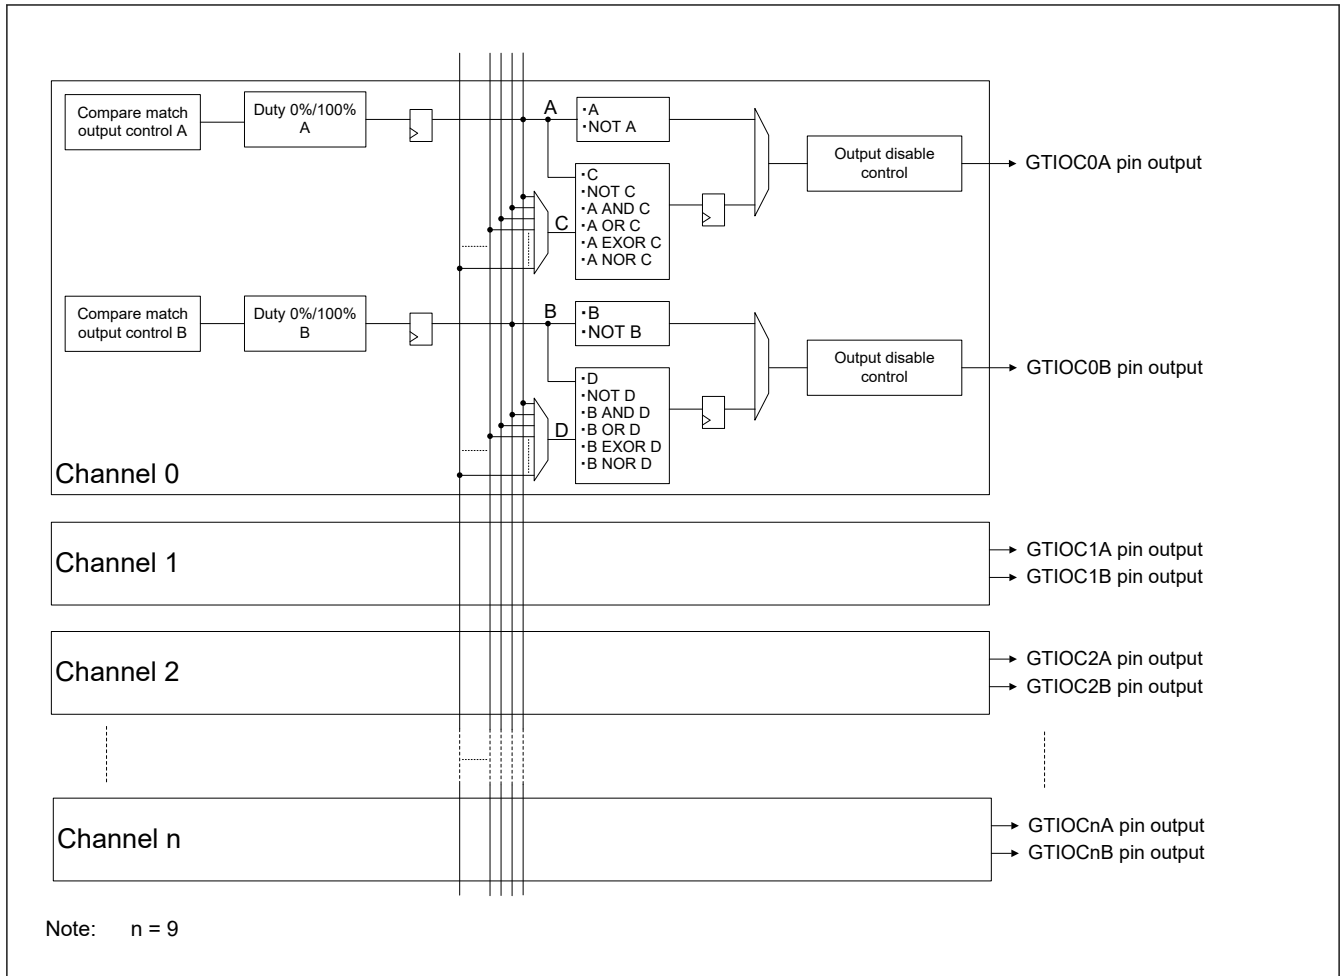 Compare match
output control A
Duty 0%/100%
A
A
・A
・NOT A
・C
・NOT C
・A AND C
・A OR C
・A EXOR C
・A NOR C
C
Output disable
control
GTIOC0A pin output
Compare match
output control B
Duty 0%/100%
B
B
・B
・NOT B
・D
・NOT D
・B AND D
・B OR D
・B EXOR D
・B NOR D
D
Output disable
control
GTIOC0B pin output
Channel 0
Channel 1
GTIOC1A pin output
GTIOC1B pin output
Channel 2
GTIOC2A pin output
GTIOC2B pin output
Channel n
GTIOCnA pin output
GTIOCnB pin output
Note: n = 9